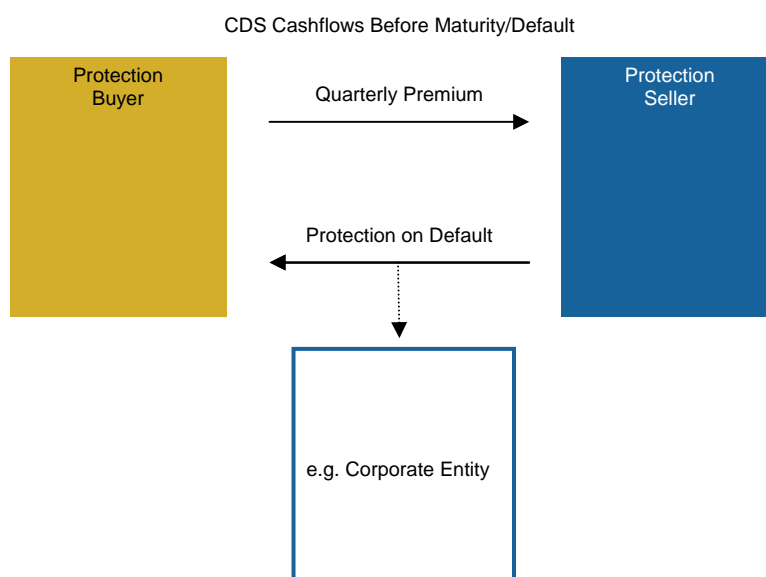 CDS Cashflows Before Maturity/Default
Protection
Buyer
Quarterly Premium
Protection
Seller
Protection on Default
e.g. Corporate Entity